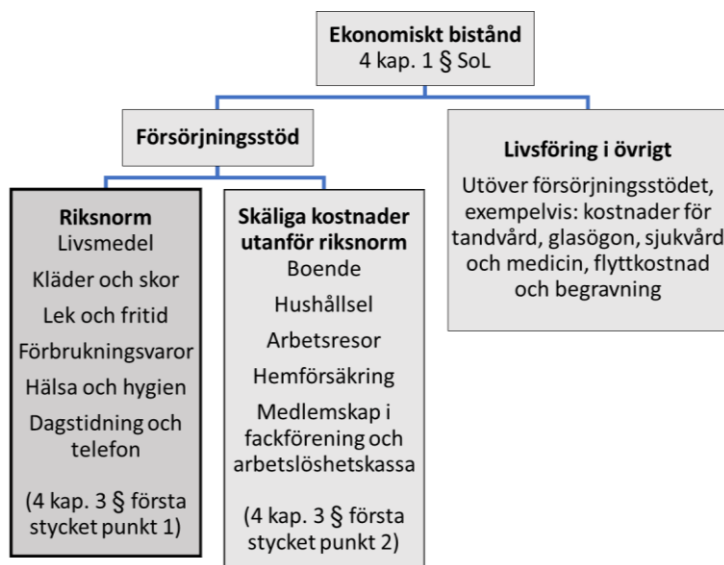 Ekonomiskt bistånd
4 kap. 1 § SoL
Försörjningsstöd
Livsföring i övrigt
Utöver försörjningsstödet,
exempelvis: kostnader för
tandvård, glasögon, sjukvård
och medicin, flyttkostnad
och begravning
Riksnorm
Livsmedel
Kläder och skor
Lek och fritid
Förbrukningsvaror
Hälsa och hygien
Dagstidning och
telefon
(4 kap. 3 § första
stycket punkt 1)
Skäliga kostnader
utanför riksnorm
Boende
Hushållsel
Arbetsresor
Hemförsäkring
Medlemskap i
fackförening och
arbetslöshetskassa
(4 kap. 3 § första
stycket punkt 2)